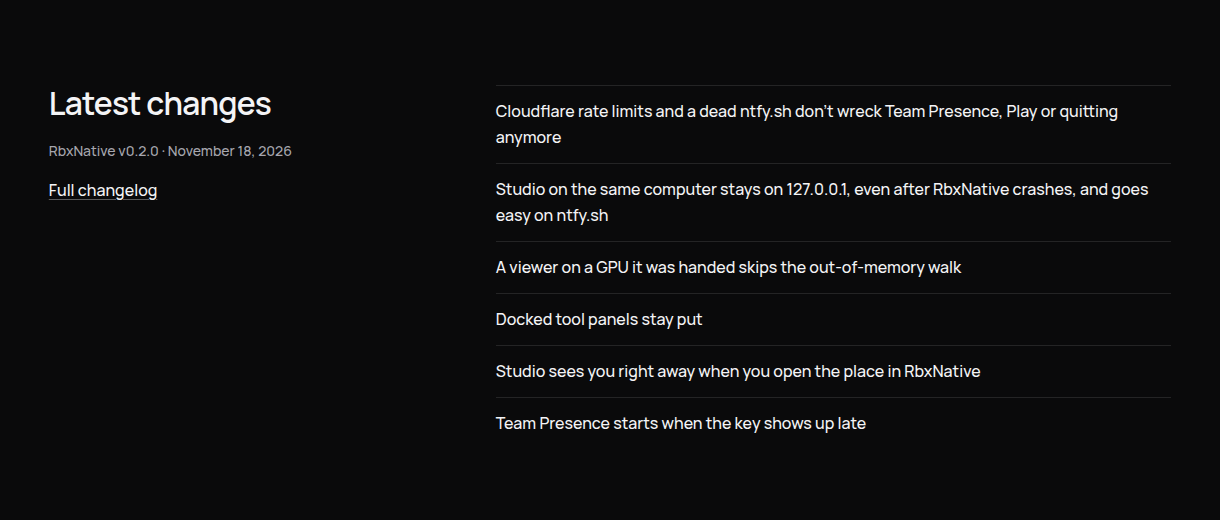 Latest changes
RbxNative v0.2.0 · November 18, 2026
Full changelog
Cloudflare rate limits and a dead ntfy.sh don't wreck Team Presence, Play or quitting
anymore
Studio on the same computer stays on 127.0.0.1, even after RbxNative crashes, and goes
easy on ntfy.sh
A viewer on a GPU it was handed skips the out-of-memory walk
Docked tool panels stay put
Studio sees you right away when you open the place in RbxNative
Team Presence starts when the key shows up late